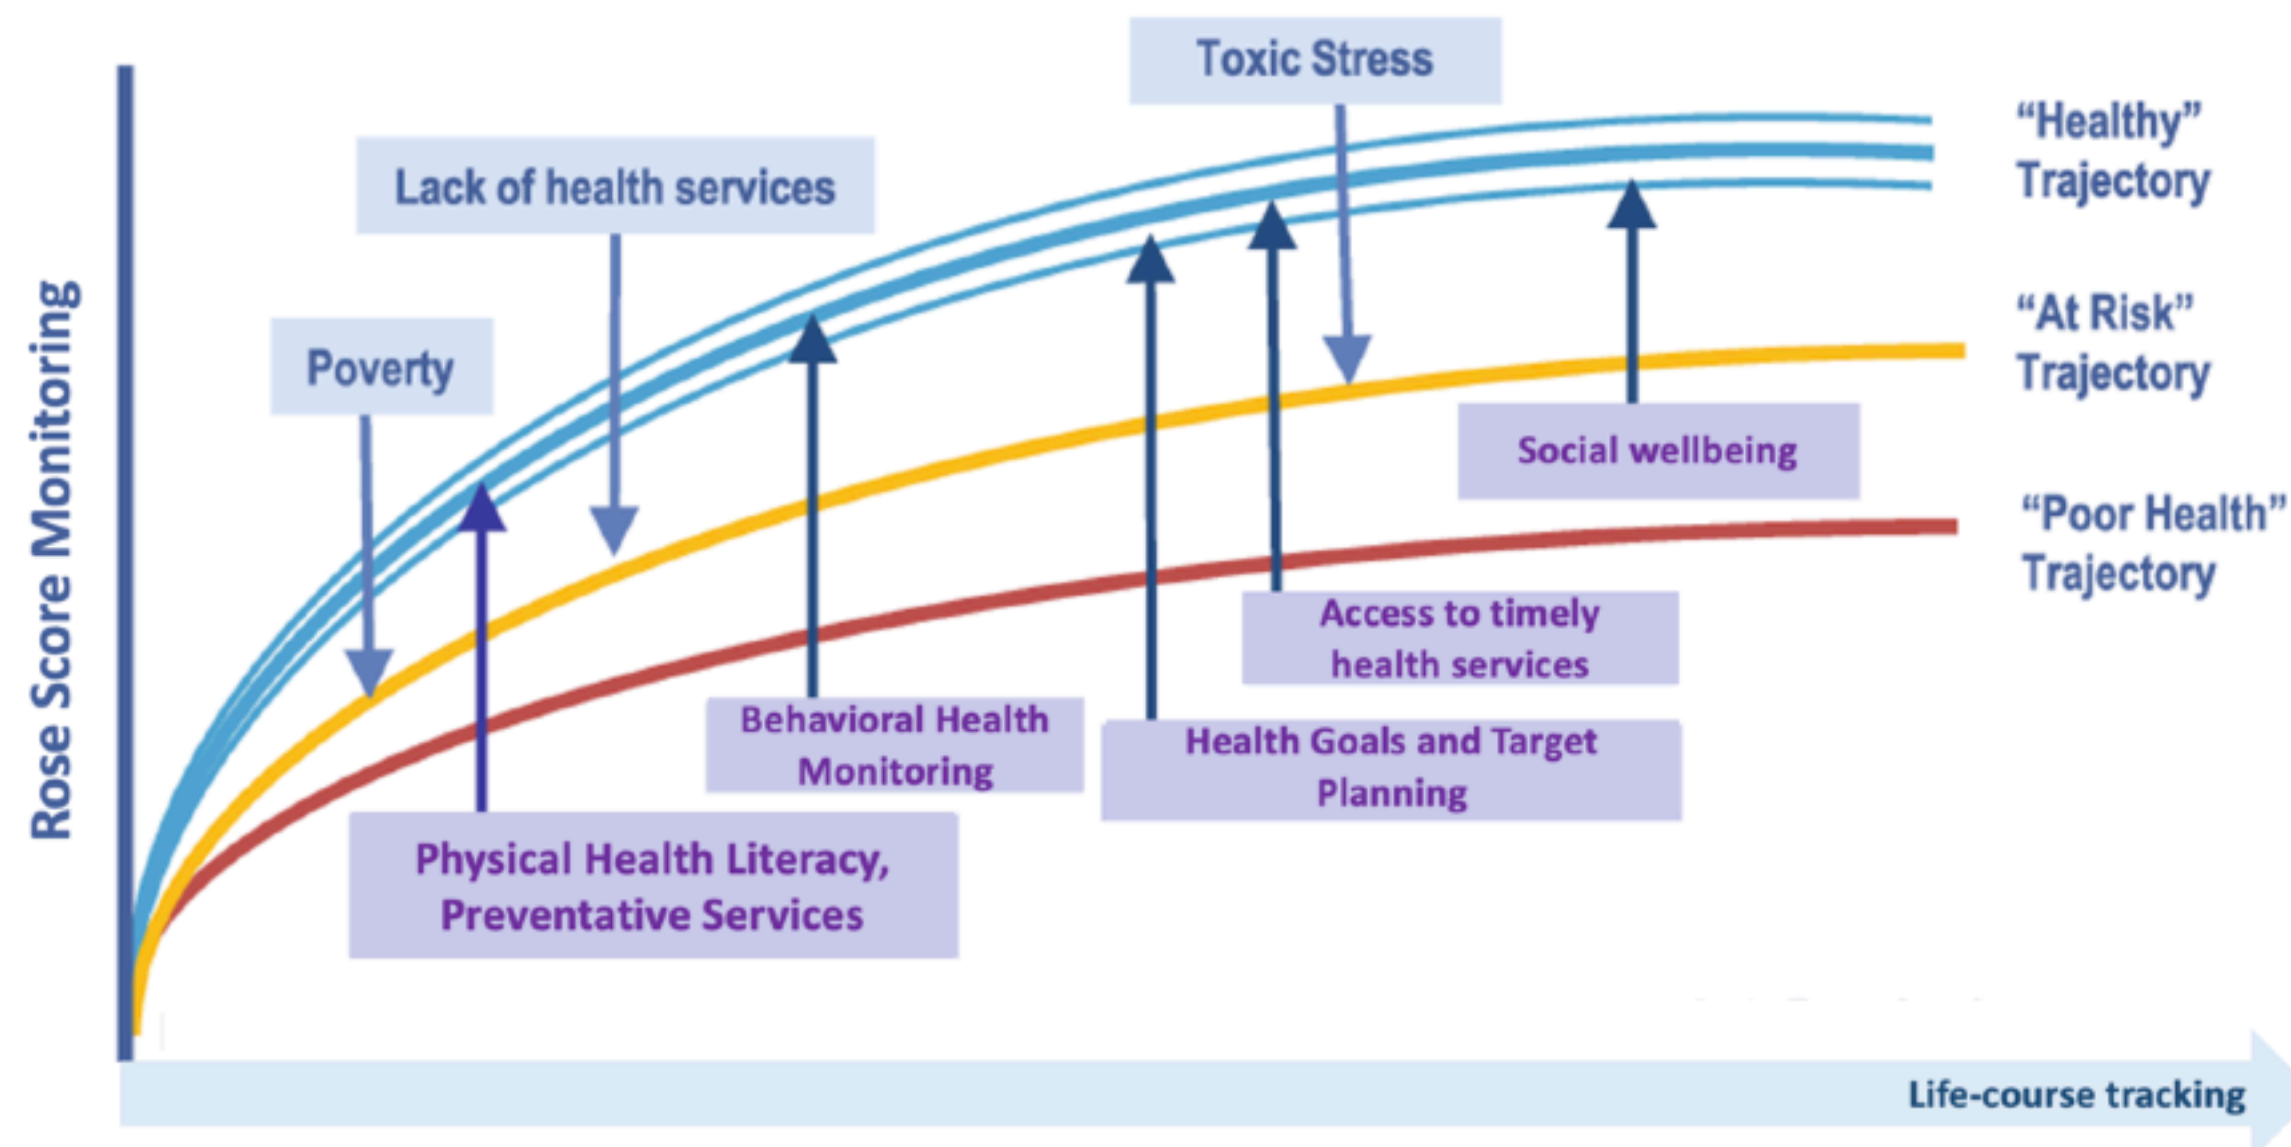 Toxic Stress
“Healthy”
Trajectory
Lack of health services
“At Risk”
Trajectory
Poverty
Rose Score Monitoring
Social wellbeing
“Poor Health”
Trajectory
Access to timely
health services
Behavioral Health
Monitoring
Health Goals and Target
Planning
Physical Health Literacy,
Preventative Services
Life-course tracking